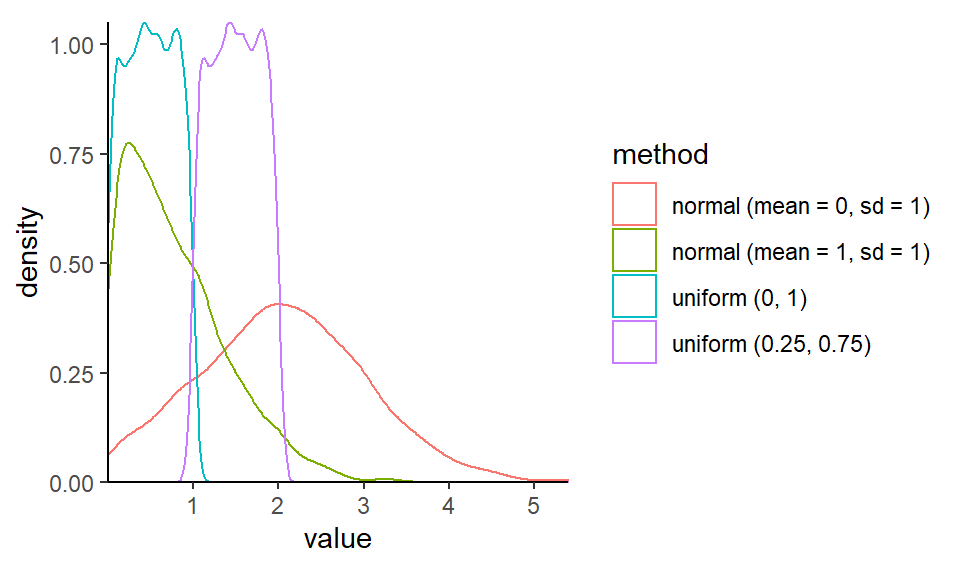 1.00
0.75
0.50
0.25
0.00
density
1 2 3 4 5
value
method
normal (mean = 0, sd = 1)
normal (mean = 1, sd = 1)
uniform (0, 1)
uniform (0.25, 0.75)